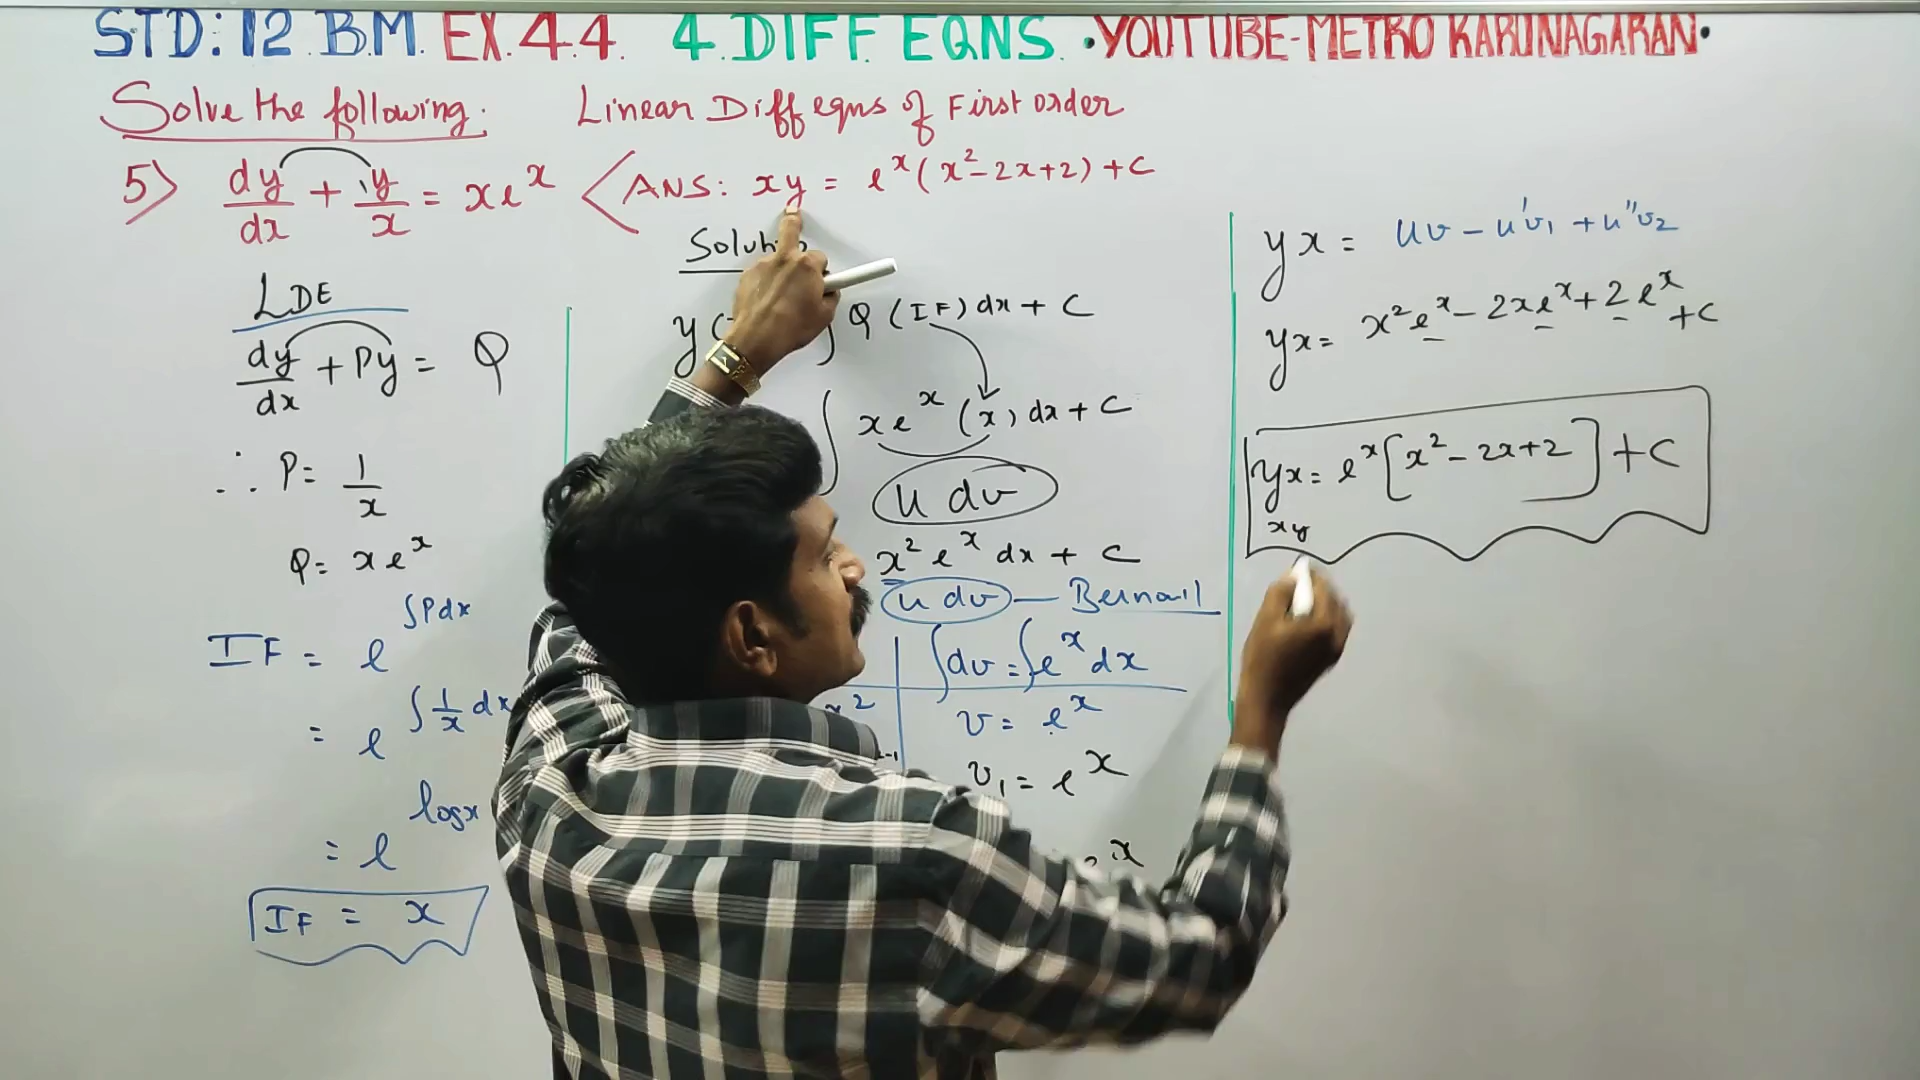 STD: 12 B.M. EX. 4.4. 4. DIFF EQNS. • YOUTUBE-METRO KARUNAGARAN •
Solve the following. Linear Diff eqns of First order
5) dy/dx + y/x = xe^x < ANS: xy = e^x (x² - 2x + 2) + C
LDE
dy/dx + Py = Q
∴ P = 1/x
Q = xe^x
IF = e^∫Pdx
= e^∫1/x dx
= e^logx
IF = x
∫ Q (IF) dx + C
∫ xe^x (x) dx + C
u dv
x² e^x dx + C
u dv —
∫dv = ∫e^x dx
v = e^x
v₁ = e^x
yx = uv - u'v₁ + u"v₂
yx = x²e^x - 2xe^x + 2e^x + C
yx = e^x [x² - 2x + 2] + C
xy